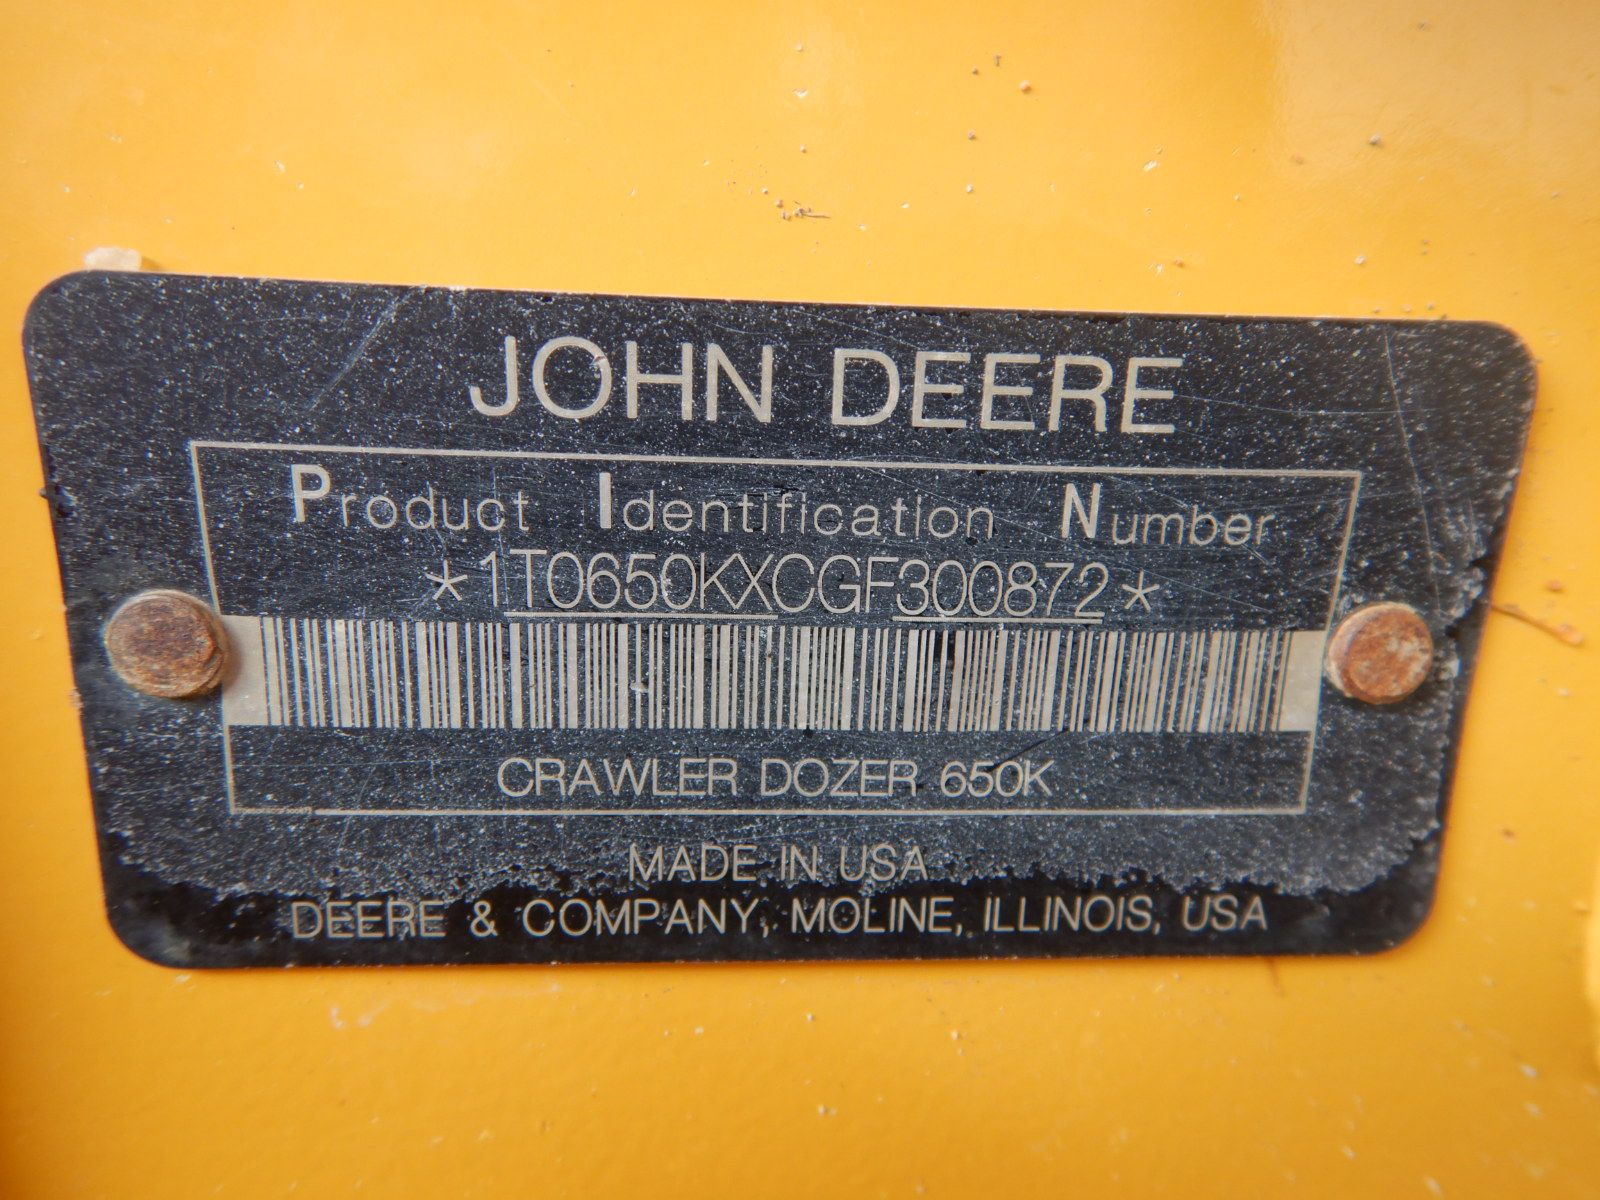 JOHN DEERE
Product Identification Number
*1T0650KXCGF300872*
CRAWLER DOZER 650K
MADE IN USA
DEERE & COMPANY, MOLINE, ILLINOIS, USA